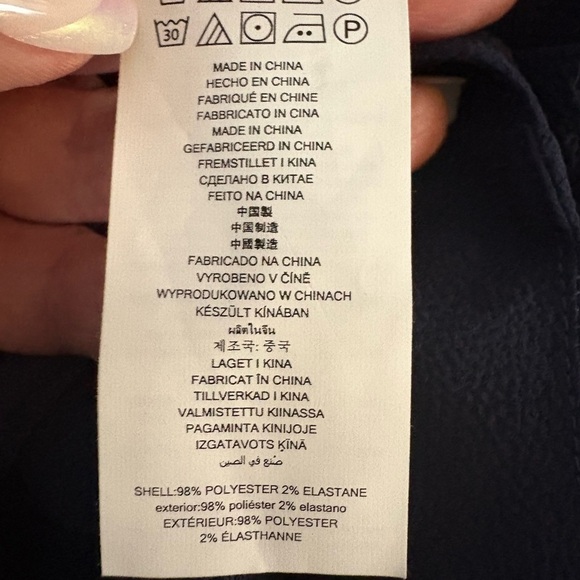 30 P
MADE IN CHINA
HECHO EN CHINA
FABRIQUÉ EN CHINE
FABBRICATO IN CINA
MADE IN CHINA
GEFABRICEERD IN CHINA
FREMSTILLET I KINA
СДЕЛАНО В КИТАЕ
FEITO NA CHINA
中国製
中国制造
中國製造
FABRICADO NA CHINA
VYROBENO V ČÍNĚ
WYPRODUKOWANO W CHINACH
KÉSZÜLT KÍNÁBAN
ผลิตในจีน
제조국: 중국
LAGET I KINA
FABRICAT ÎN CHINA
TILLVERKAD I KINA
VALMISTETTU KIINASSA
PAGAMINTA KINIJOJE
IZGATAVOTS ĶĪNĀ
صنع في الصين
SHELL:98% POLYESTER 2% ELASTANE
exterior:98% poliéster 2% elastano
EXTÉRIEUR:98% POLYESTER
2% ÉLASTHANNE